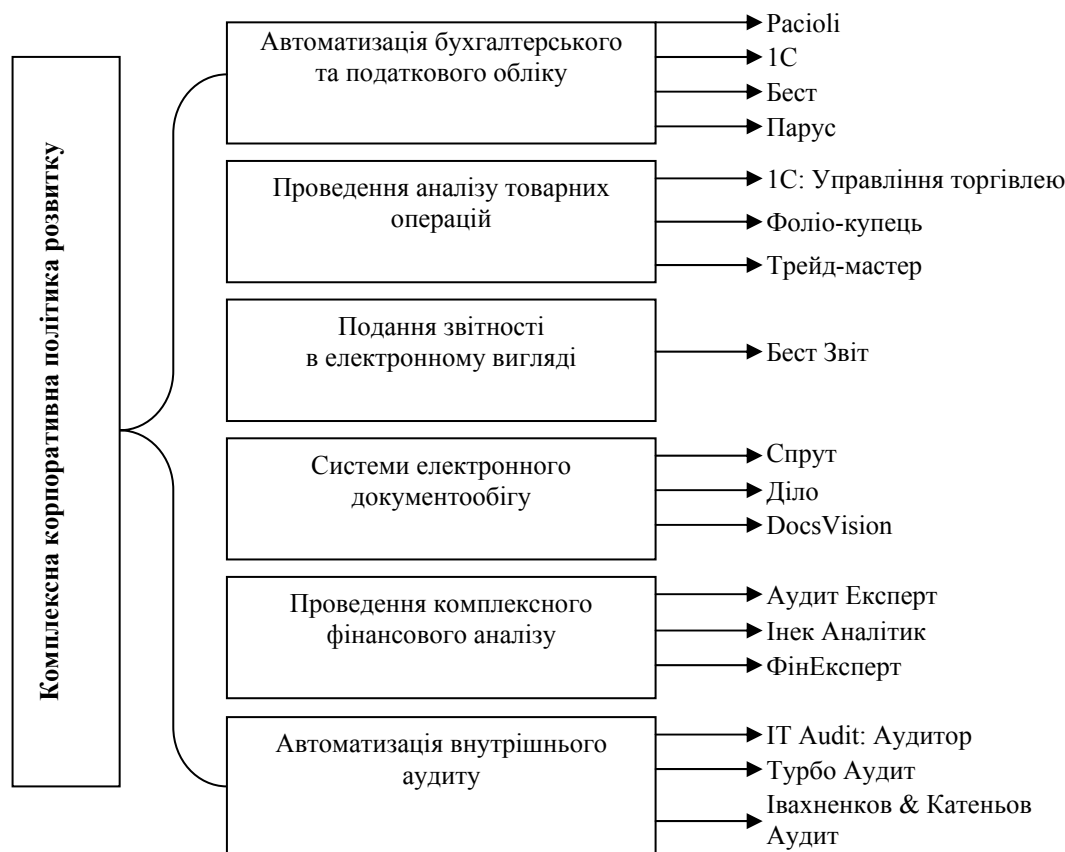 Комплексна корпоративна політика розвитку
Автоматизація бухгалтерського
та податкового обліку
Pacioli
1С
Бест
Парус
Проведення аналізу товарних
операцій
1С: Управління торгівлею
Фоліо-купець
Трейд-мастер
Подання звітності
в електронному вигляді
Бест Звіт
Системи електронного
документообігу
Спрут
Діло
DocsVision
Проведення комплексного
фінансового аналізу
Аудит Експерт
Інек Аналітик
ФінЕксперт
Автоматизація внутрішнього
аудиту
IT Audit: Аудитор
Турбо Аудит
Івахненков & Катеньов
Аудит